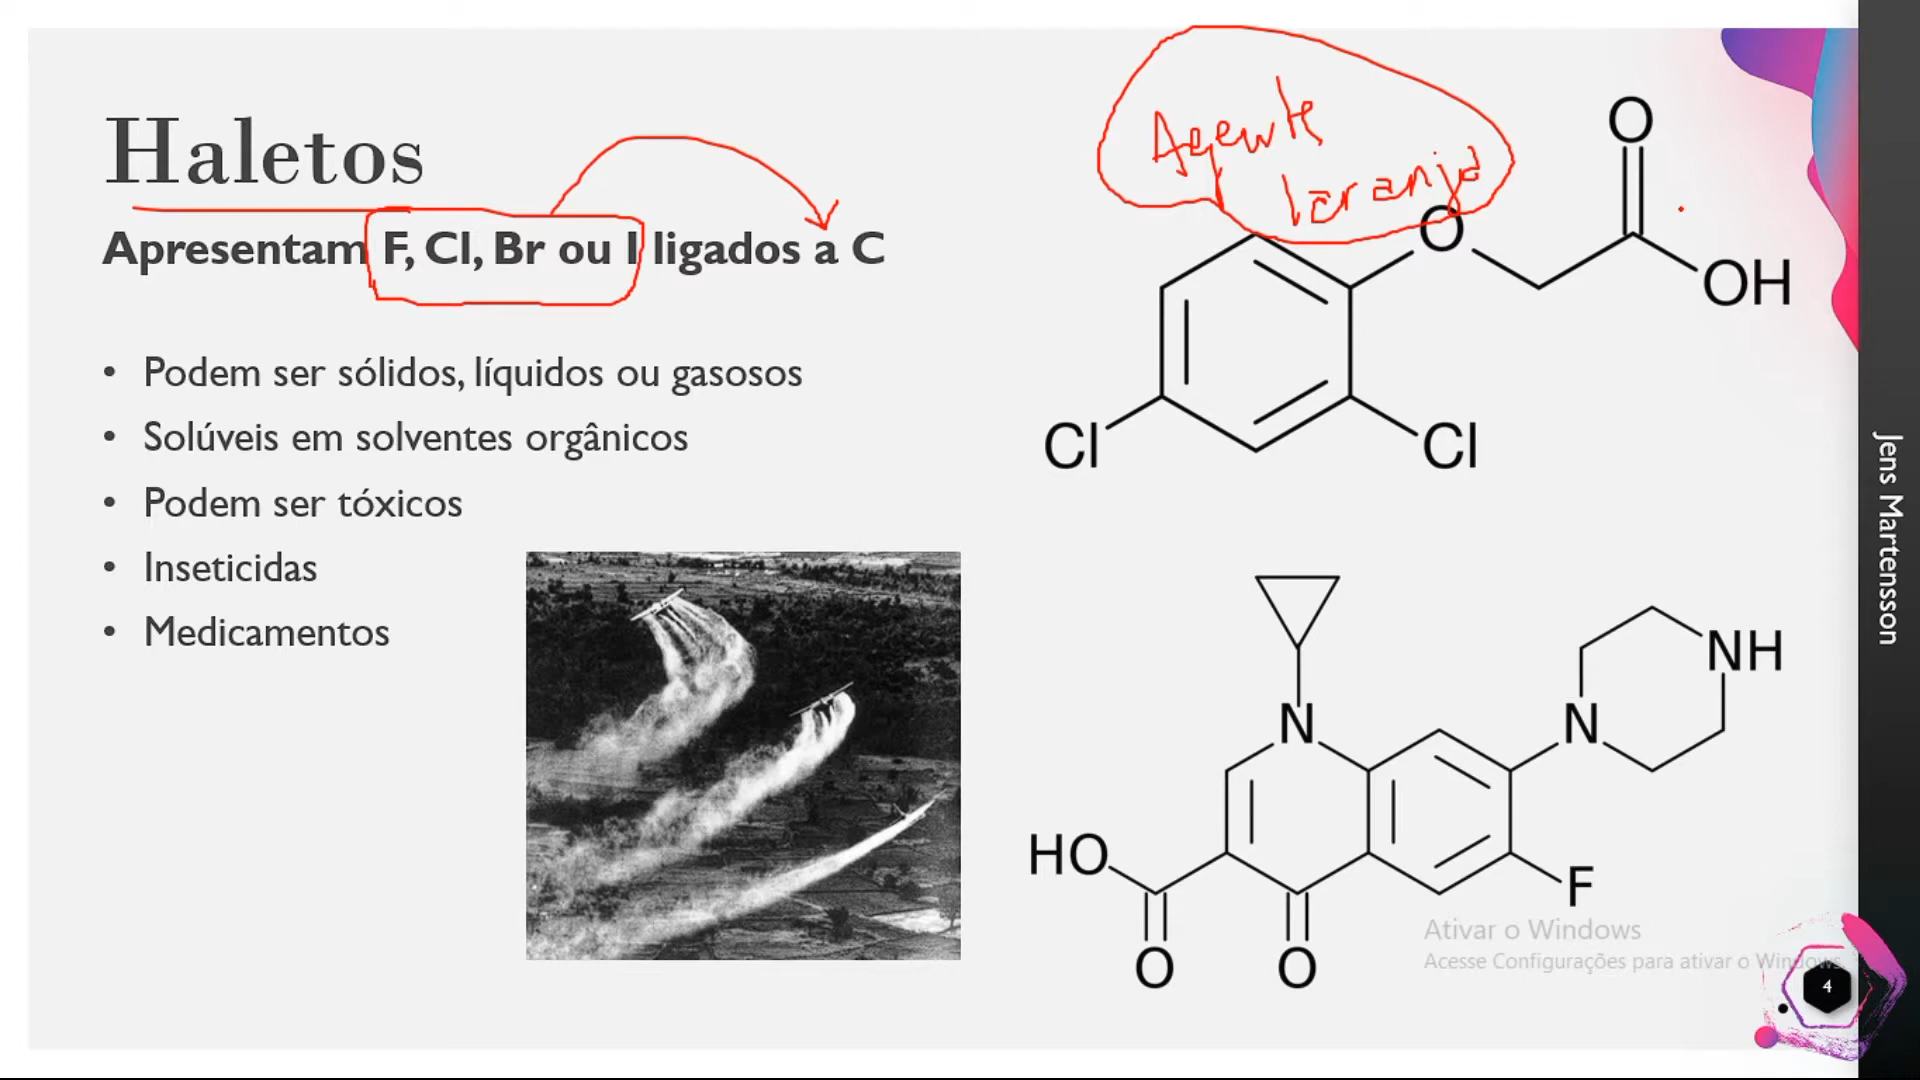 Haletos
Apresentam F, Cl, Br ou I ligados a C
• Podem ser sólidos, líquidos ou gasosos
• Solúveis em solventes orgânicos
• Podem ser tóxicos
• Inseticidas
• Medicamentos
Agente
laranja
O
O
OH
Cl
Cl
NH
N
N
HO
F
O
O
Ativar o Windows
Acesse Configurações para ativar o Windows.
4
Jens Martensson